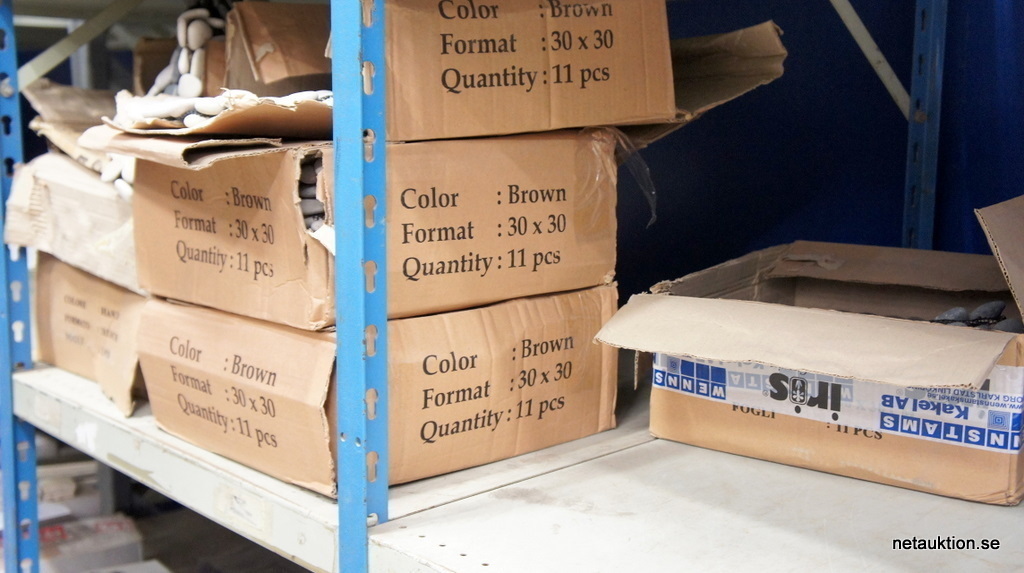 Color : Brown
Format : 30 x 30
Quantity : 11 pcs
Color : Brown
Format : 30 x 30
Quantity : 11 pcs
Color : Brown
Format : 30 x 30
Quantity : 11 pcs
Color : Brown
Format : 30 x 30
Quantity : 11 pcs
Color : Brown
Format : 30 x 30
Quantity : 11 pcs
WENNS
iris
NSTAMS
Kakel AB
: 11 PCS
netauktion.se